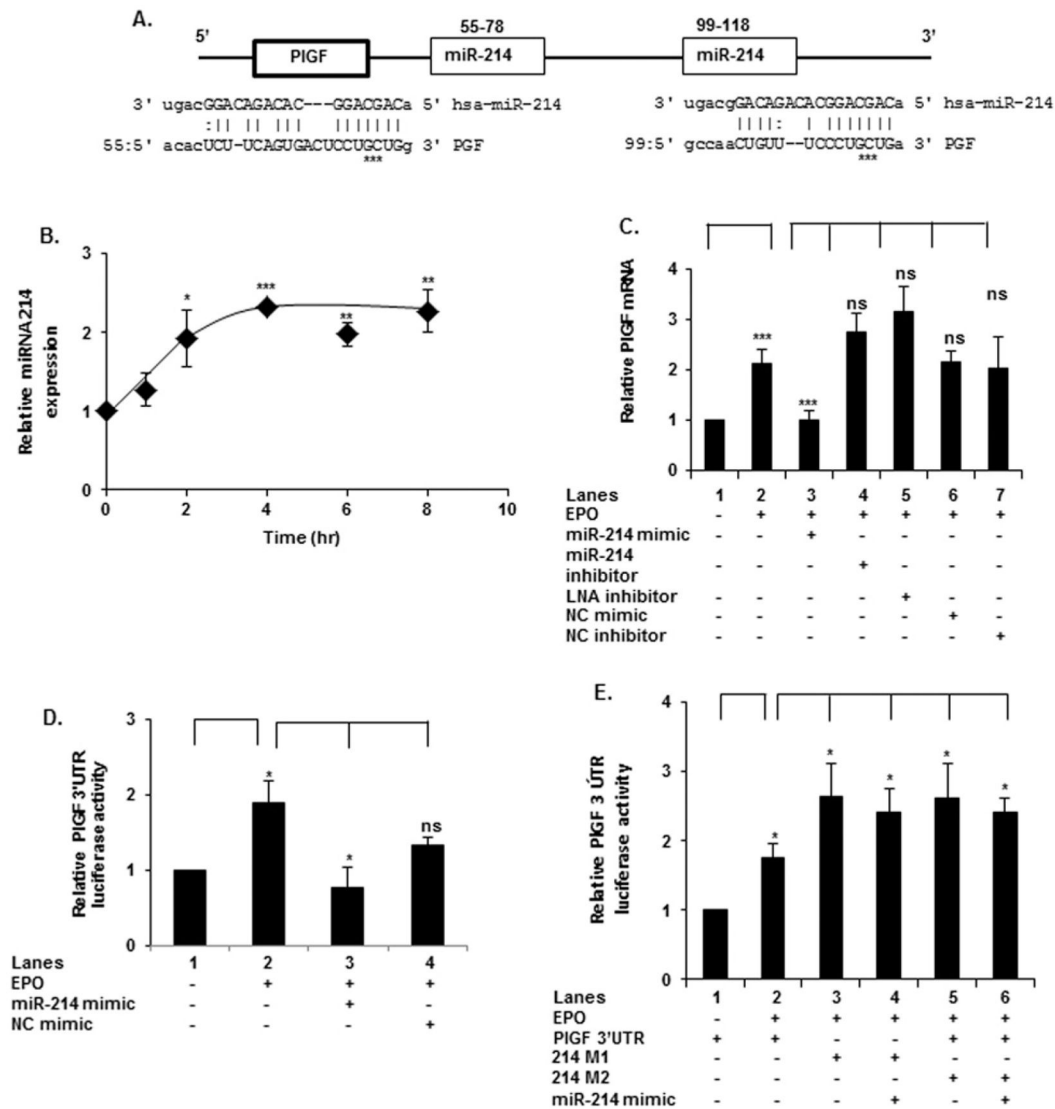 A.
5' 55-78 99-118 3'
PlGF miR-214 miR-214
3' ugacGGACAGACAC---GGACGACa 5' hsa-miR-214
:|| || ||| |||||||
55:5' acacUCU-UCAGUGACUCCUGCUGg 3' PGF
***
3' ugacgGACAGACACGGACGACa 5' hsa-miR-214
||||: | |||||||
99:5' gccaaCUGUU--UCCCUGCUGa 3' PGF
***
B.
Relative miRNA214
expression
3
2
1
0
* *** ** **
0 2 4 6 8 10
Time (hr)
C.
Relative PlGF mRNA
4
3
2
1
0
*** *** ns ns ns ns
Lanes 1 2 3 4 5 6 7
EPO - + + + + + +
miR-214 mimic - - + - - - -
miR-214
inhibitor - - - + - - -
LNA inhibitor - - - - + - -
NC mimic - - - - - + -
NC inhibitor - - - - - - +
D.
Relative PlGF 3'UTR
luciferase activity
3
2
1
0
* * ns
Lanes 1 2 3 4
EPO - + + +
miR-214 mimic - - + -
NC mimic - - - +
E.
Relative PlGF 3 ÚTR
luciferase activity
4
3
2
1
0
* * * * *
Lanes 1 2 3 4 5 6
EPO - + + + + +
PlGF 3'UTR + + - - + +
214 M1 - - + + - -
214 M2 - - - - + +
miR-214 mimic - - - + - +